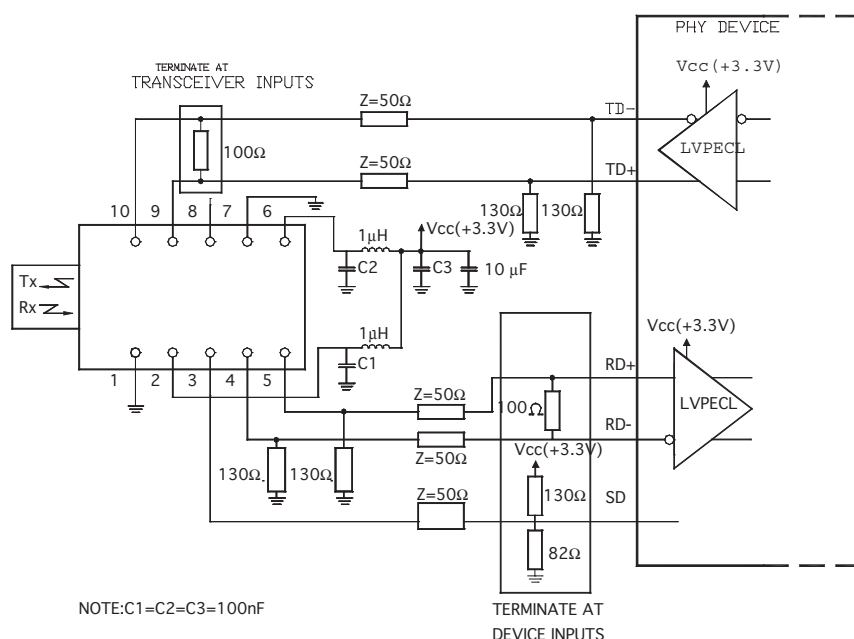 PHY DEVICE
TERMINATE AT
TRANSCEIVER INPUTS
Vcc(+3.3V)
Z=50Ω
TD-
LVPECL
100Ω
Z=50Ω
TD+
10 9 8 7 6
130Ω 130Ω
Vcc(+3.3V)
1μH
C2
C3
10 μF
Tx
Rx
1μH
C1
Vcc(+3.3V)
1 2 3 4 5
Z=50Ω
RD+
LVPECL
100Ω
RD-
Z=50Ω
Vcc(+3.3V)
130Ω. 130Ω.
Z=50Ω
130Ω
SD
82Ω
NOTE:C1=C2=C3=100nF
TERMINATE AT
DEVICE INPUTS